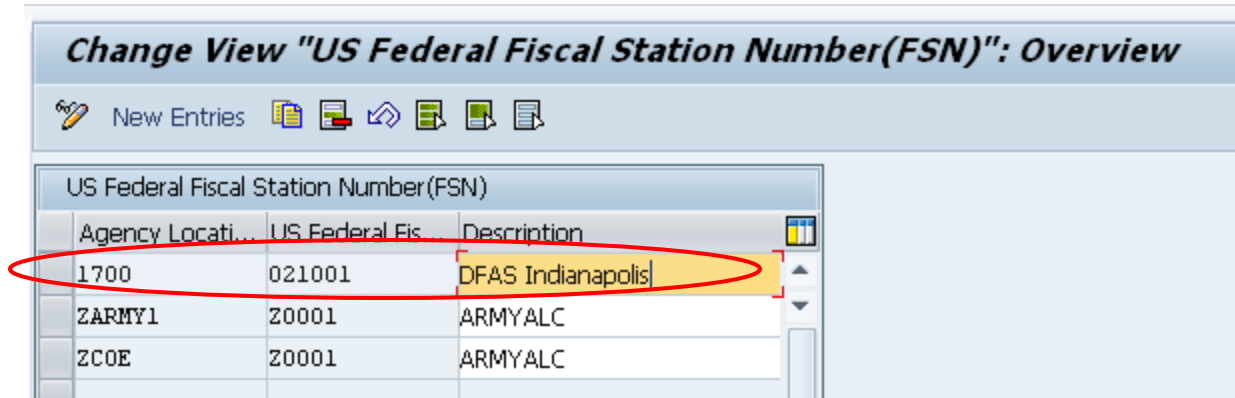 Change View "US Federal Fiscal Station Number(FSN)": Overview
New Entries
US Federal Fiscal Station Number(FSN)
Agency Locati... US Federal Fis... Description
1700 021001 DFAS Indianapolis
ZARMY1 Z0001 ARMYALC
ZCOE Z0001 ARMYALC